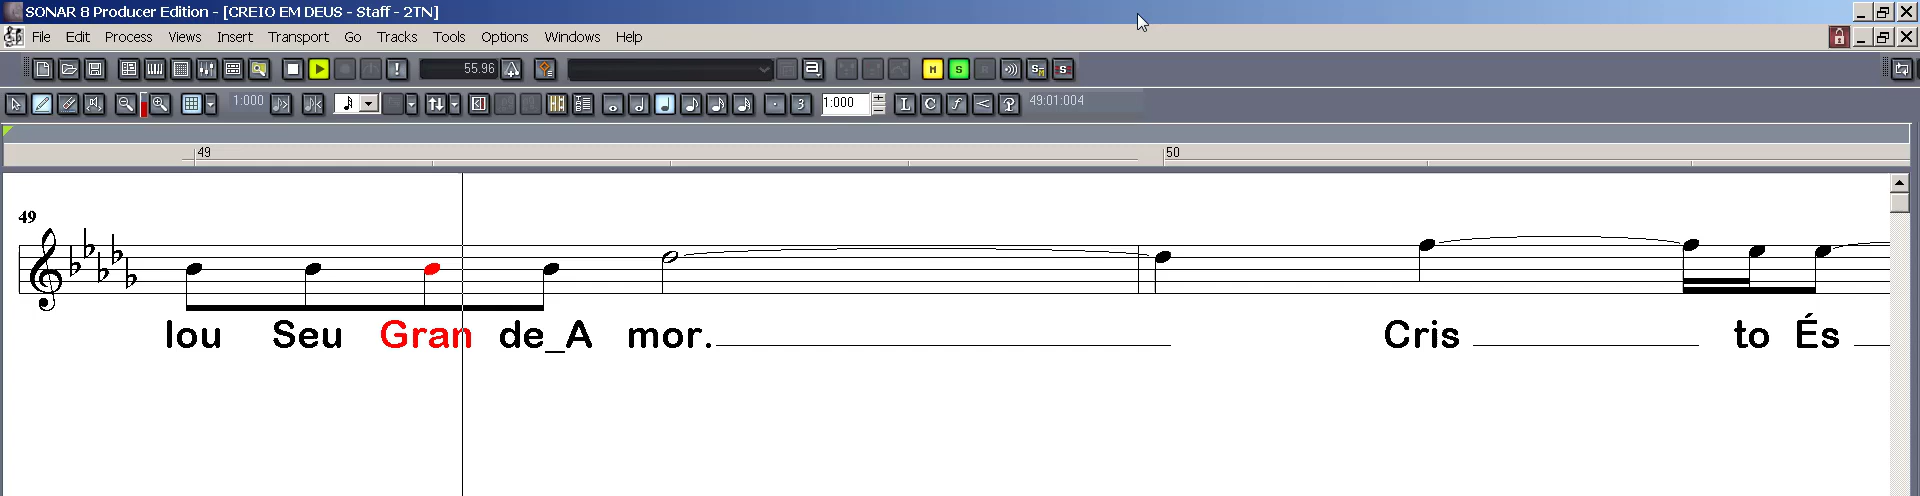 SONAR 8 Producer Edition - [CREIO EM DEUS - Staff - 2TN]
File Edit Process Views Insert Transport Go Tracks Tools Options Windows Help
55.96 M S R S S
1:000 3 1:000 L C f < 49:01:004
49 50
49
lou Seu Gran de_A mor. Cris to És